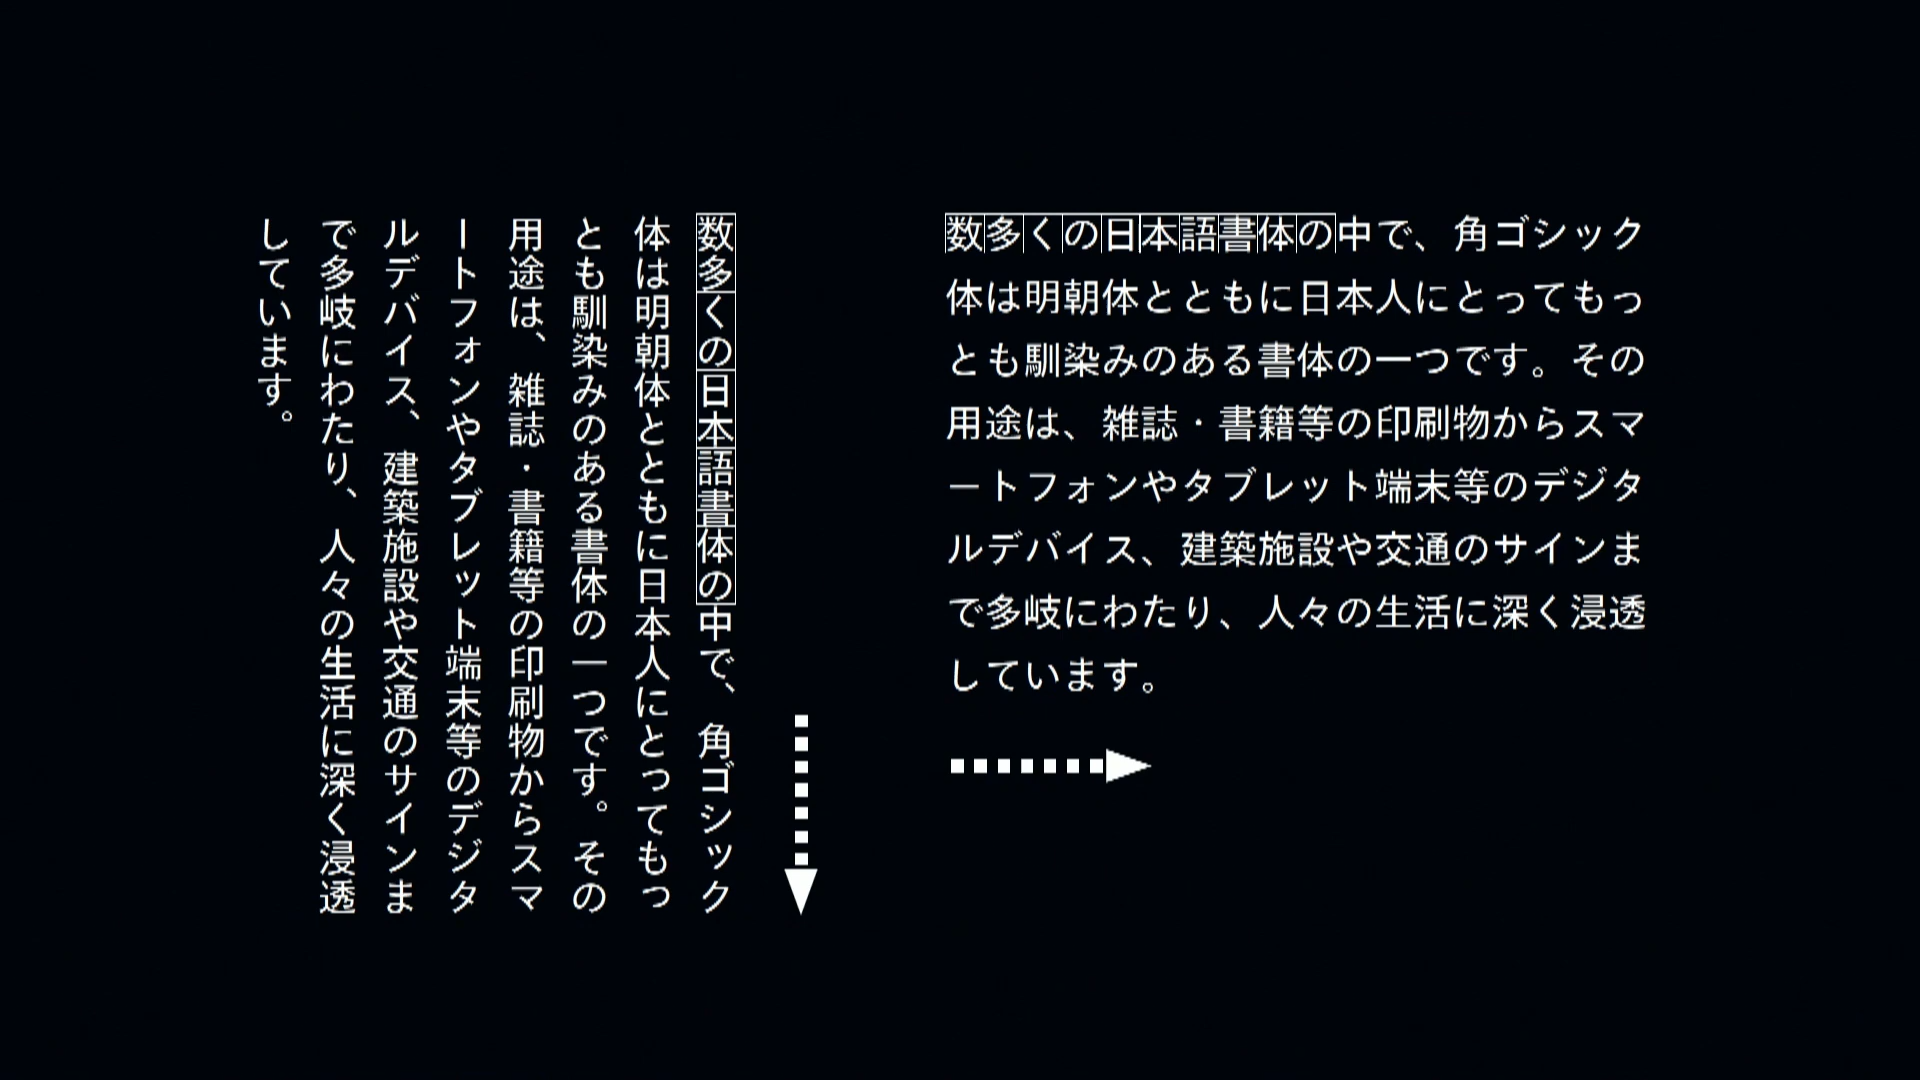 数多くの日本語書体の中で、角ゴシック
体は明朝体とともに日本人にとってもっ
とも馴染みのある書体の一つです。その
用途は、雑誌・書籍等の印刷物からスマ
ートフォンやタブレット端末等のデジタ
ルデバイス、建築施設や交通のサインま
で多岐にわたり、人々の生活に深く浸透
しています。
数多くの日本語書体の中で、角ゴシック
体は明朝体とともに日本人にとってもっ
とも馴染みのある書体の一つです。その
用途は、雑誌・書籍等の印刷物からスマ
ートフォンやタブレット端末等のデジタ
ルデバイス、建築施設や交通のサインま
で多岐にわたり、人々の生活に深く浸透
しています。